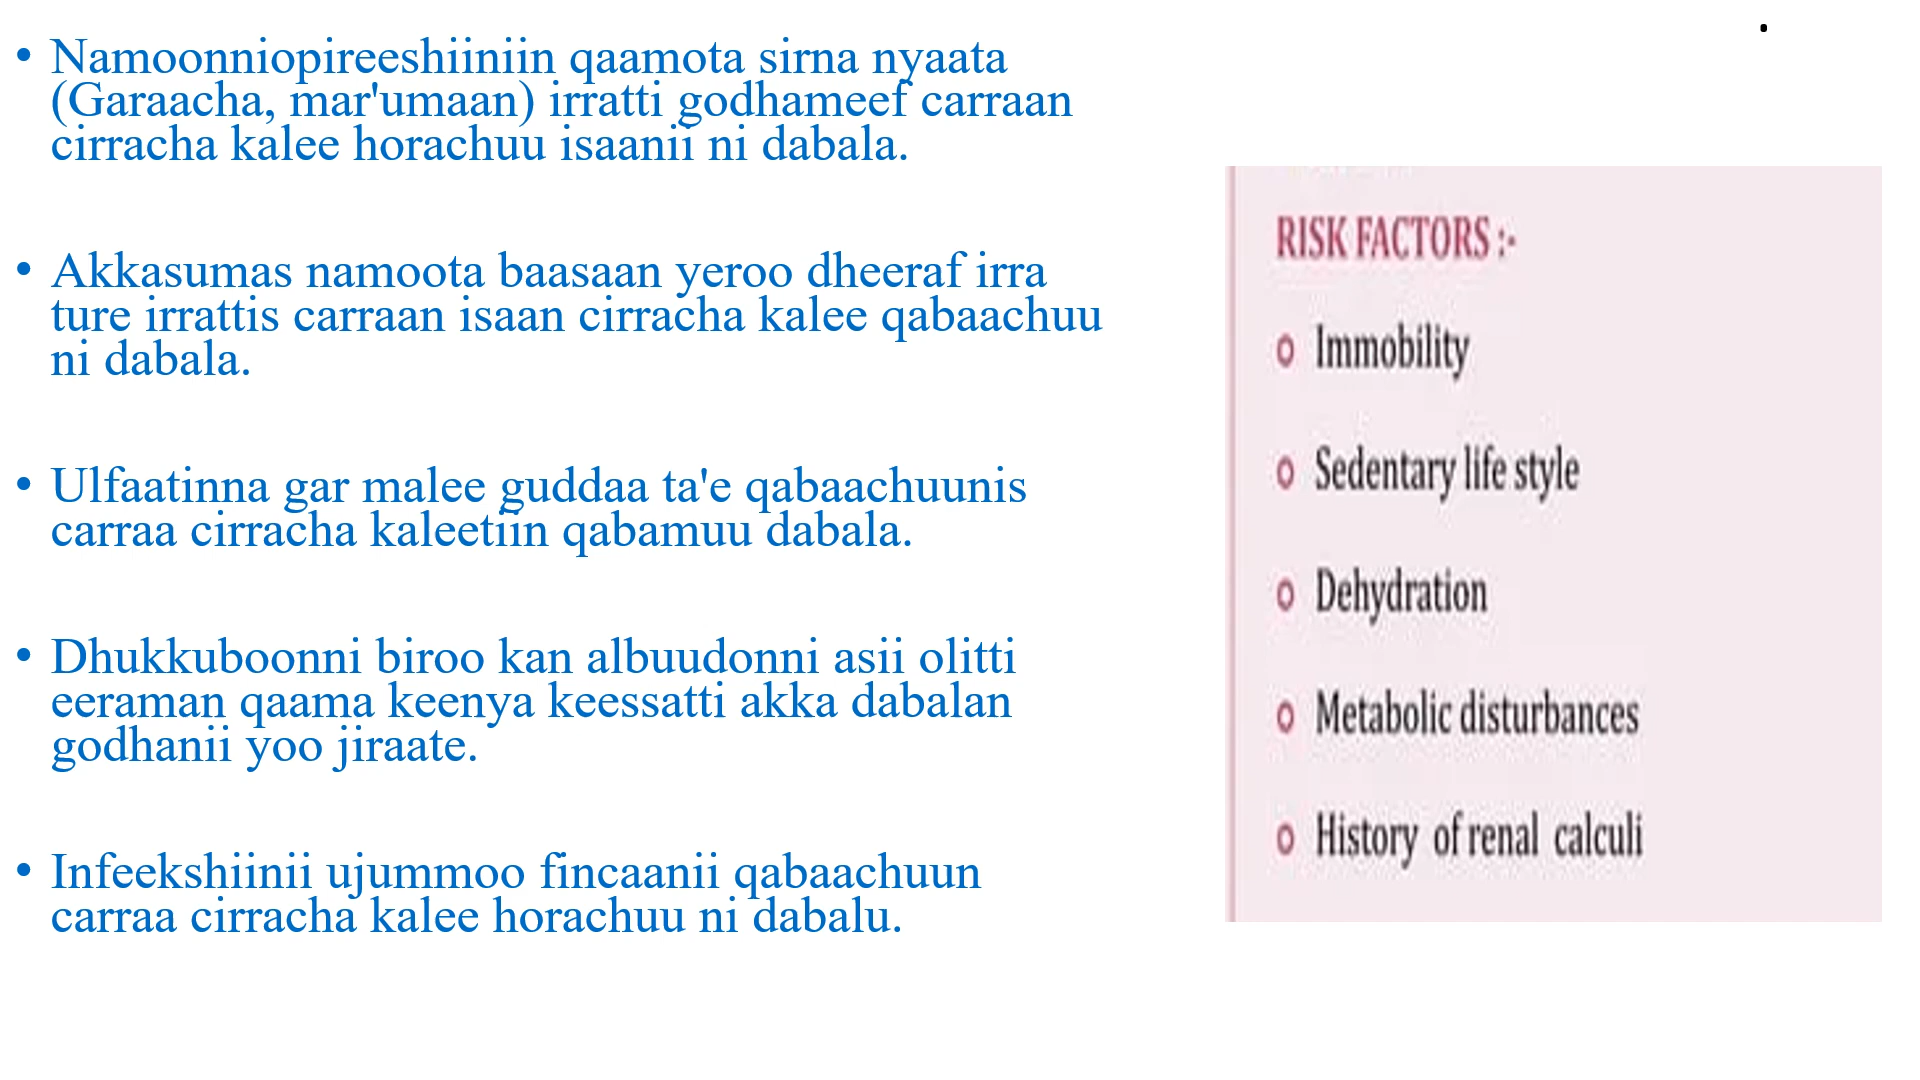 • Namoonniopireeshiiniin qaamota sirna nyaata
(Garaacha, mar'umaan) irratti godhameef carraan
cirracha kalee horachuu isaanii ni dabala.
• Akkasumas namoota baasaan yeroo dheeraf irra
ture irrattis carraan isaan cirracha kalee qabaachuu
ni dabala.
• Ulfaatinna gar malee guddaa ta'e qabaachuunis
carraa cirracha kaleetiin qabamuu dabala.
• Dhukkuboonni biroo kan albuudonni asii olitti
eeraman qaama keenya keessatti akka dabalan
godhanii yoo jiraate.
• Infeekshiinii ujummoo fincaanii qabaachuun
carraa cirracha kalee horachuu ni dabalu.
.
RISK FACTORS :-
o Immobility
o Sedentary life style
o Dehydration
o Metabolic disturbances
o History of renal calculi